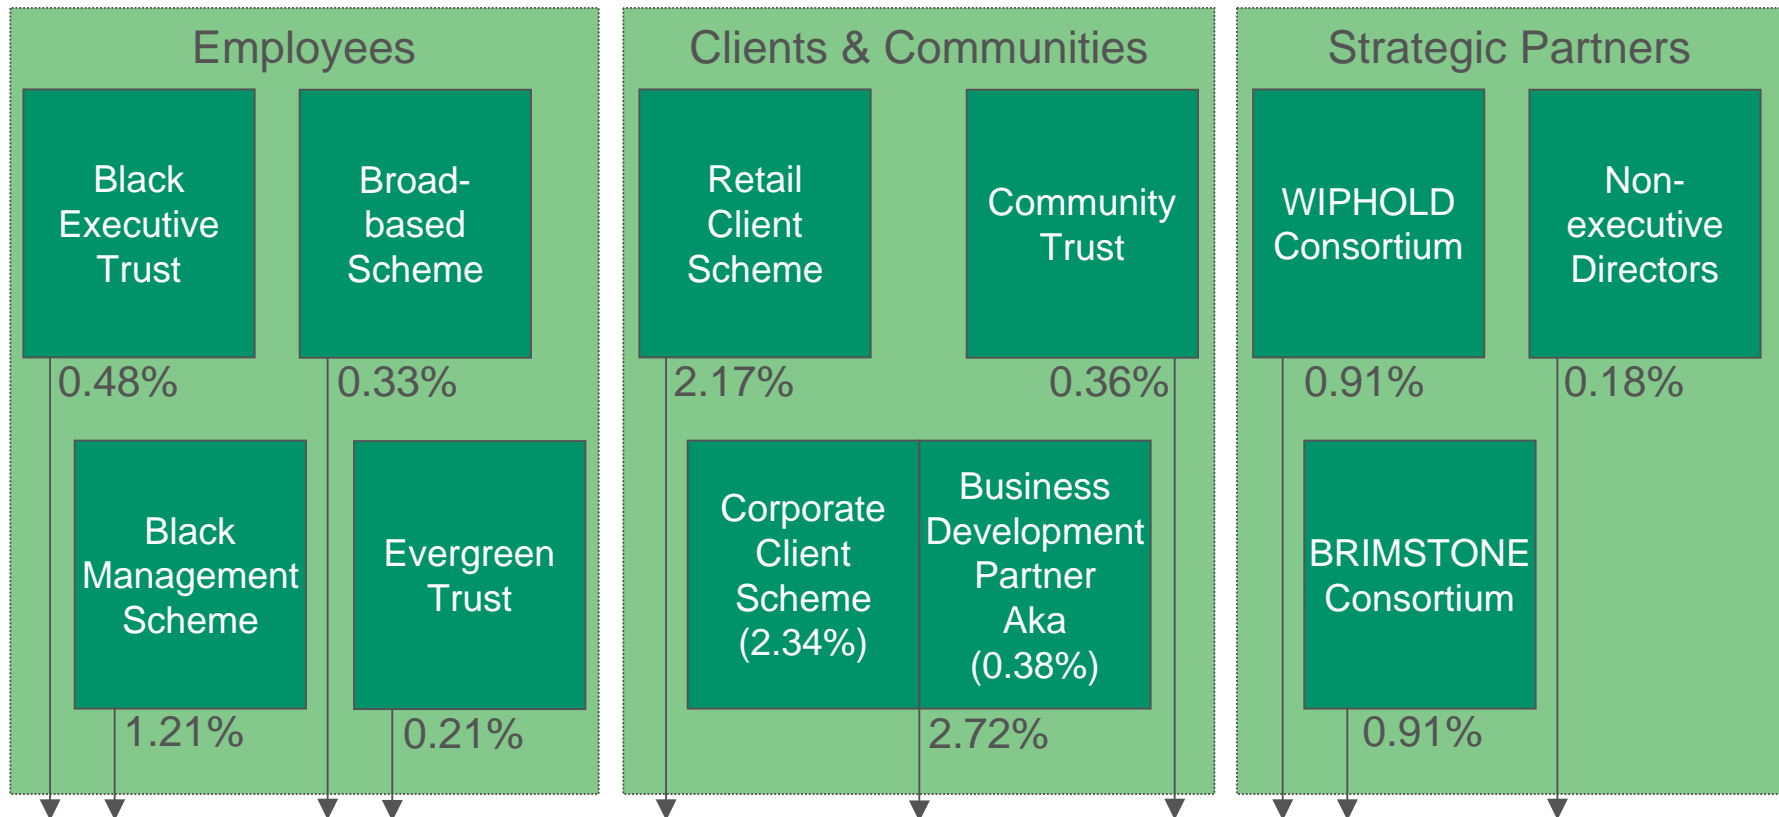 Employees
Black
Executive
Trust
0.48%
Broad-
based
Scheme
0.33%
Black
Management
Scheme
1.21%
Evergreen
Trust
0.21%
Clients & Communities
Retail
Client
Scheme
2.17%
Community
Trust
0.36%
Corporate
Client
Scheme
(2.34%)
Business
Development
Partner
Aka
(0.38%)
2.72%
Strategic Partners
WIPHOLD
Consortium
0.91%
Non-
executive
Directors
0.18%
BRIMSTONE
Consortium
0.91%